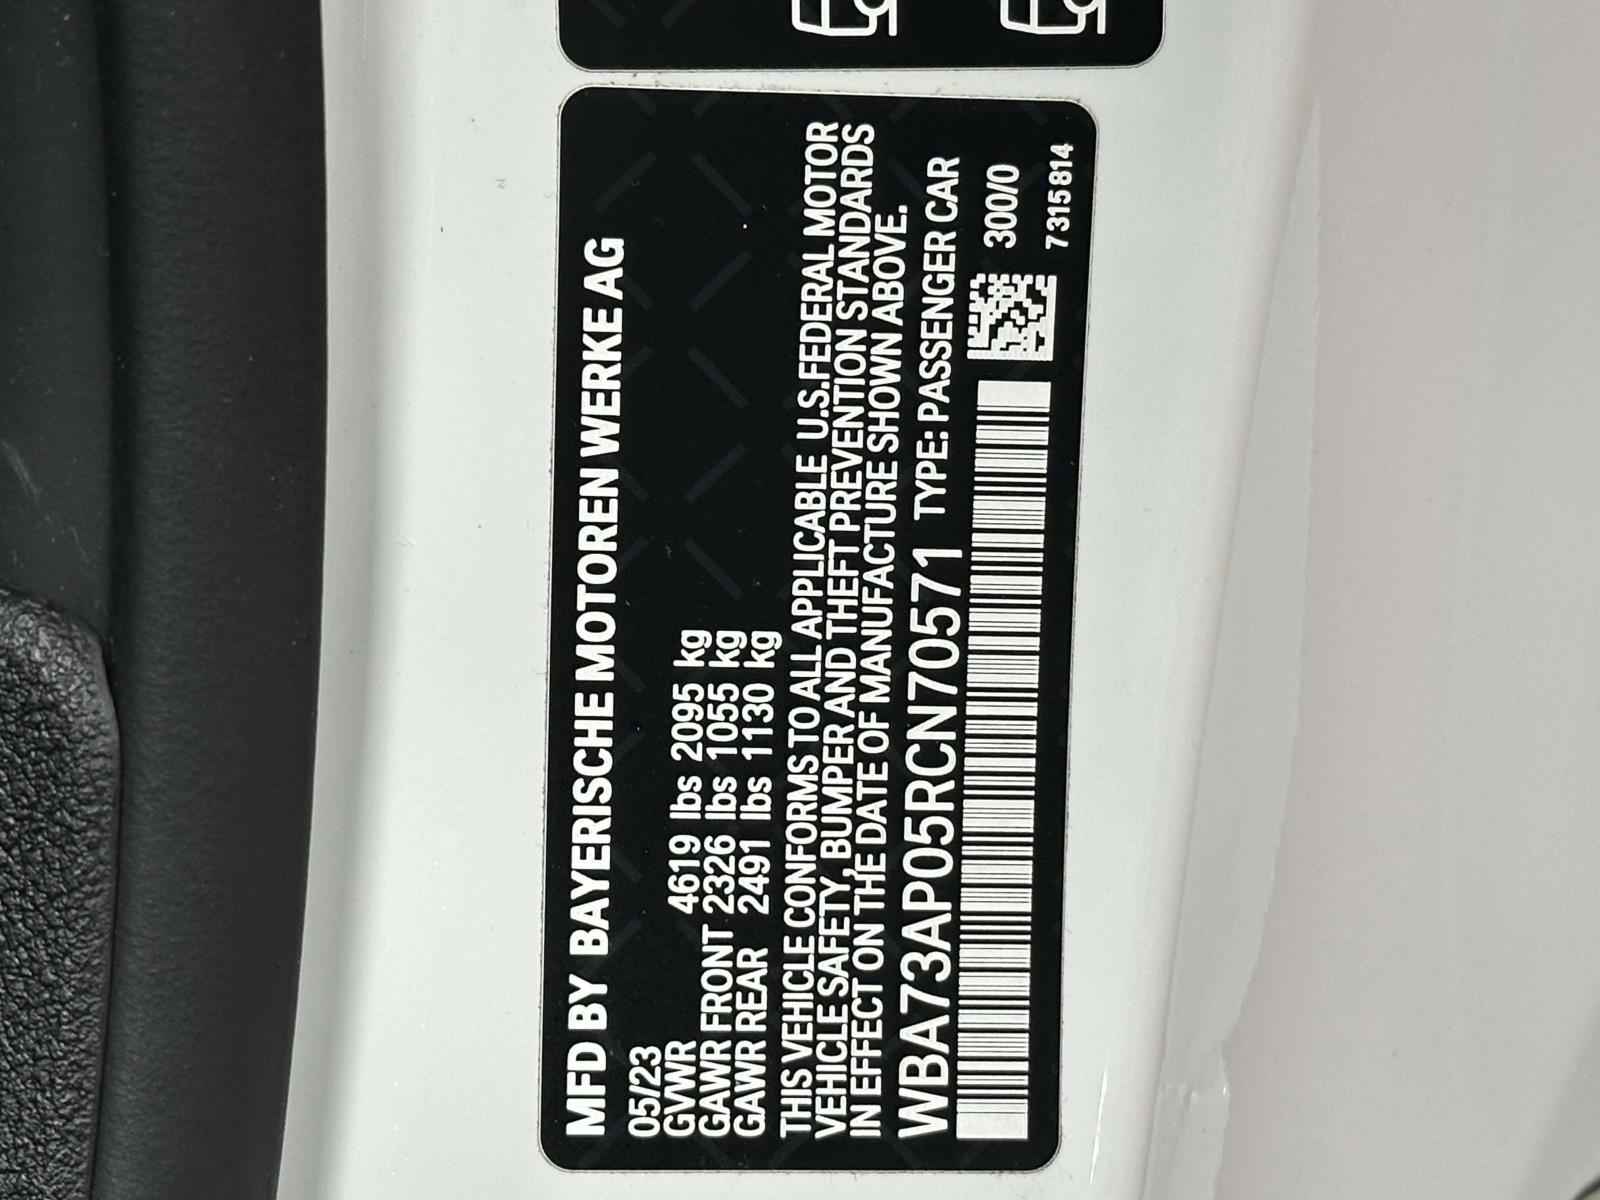 MFD BY BAYERISCHE MOTOREN WERKE AG
05/23
GVWR 4619 lbs 2095 kg
GAWR FRONT 2326 lbs 1055 kg
GAWR REAR 2491 lbs 1130 kg
THIS VEHICLE CONFORMS TO ALL APPLICABLE U.S.FEDERAL MOTOR
VEHICLE SAFETY, BUMPER AND THEFT PREVENTION STANDARDS
IN EFFECT ON THE DATE OF MANUFACTURE SHOWN ABOVE.
WBA73AP05RCN70571 TYPE: PASSENGER CAR
300/0
7315814